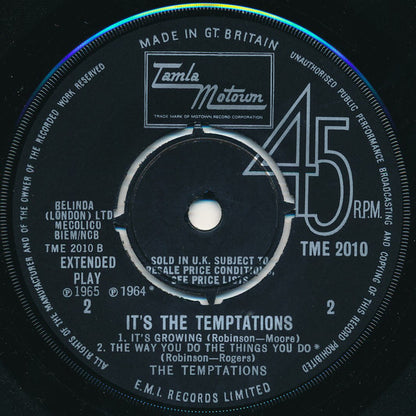 MADE IN GT. BRITAIN
Tamla
Motown
TRADE MARK OF MOTOWN RECORD CORPORATION
UNAUTHORISED PUBLIC PERFORMANCE BROADCASTING AND COPYING OF THIS RECORD PROHIBITED
ALL RIGHTS OF THE MANUFACTURER AND OF THE OWNER OF THE RECORDED WORK RESERVED
45
R.P.M.
BELINDA
(LONDON) LTD
MECOLICO
BIEM/NCB
TME 2010 B
TME 2010
EXTENDED
PLAY
℗ 1965 ℗ 1964*
SOLD IN U.K. SUBJECT TO
RESALE PRICE CONDITIONS,
SEE PRICE LISTS
2
2
IT'S THE TEMPTATIONS
1. IT'S GROWING (Robinson—Moore)
2. THE WAY YOU DO THE THINGS YOU DO *
(Robinson—Rogers)
THE TEMPTATIONS
E.M.I. RECORDS LIMITED